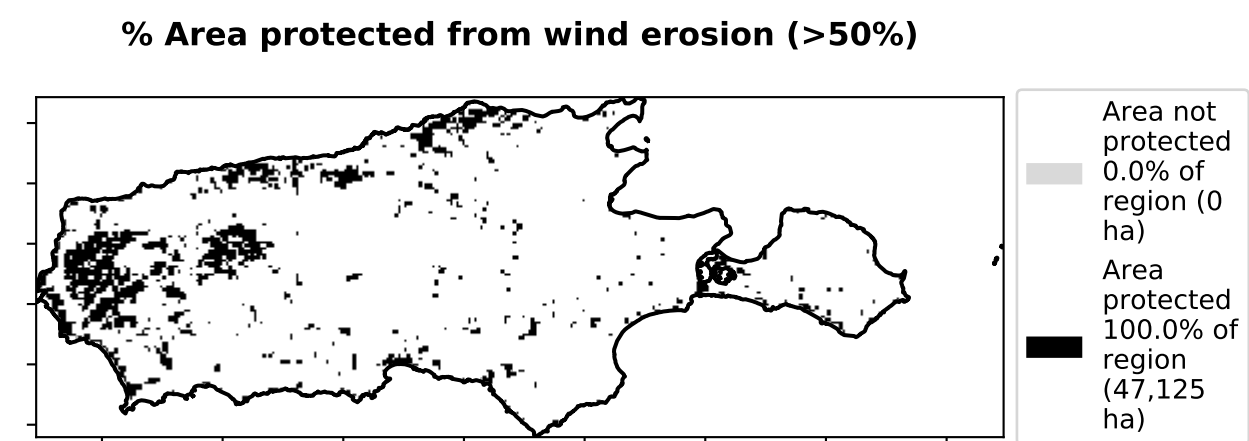 % Area protected from wind erosion (>50%)
Area not
protected
0.0% of
region (0
ha)
Area
protected
100.0% of
region
(47,125
ha)